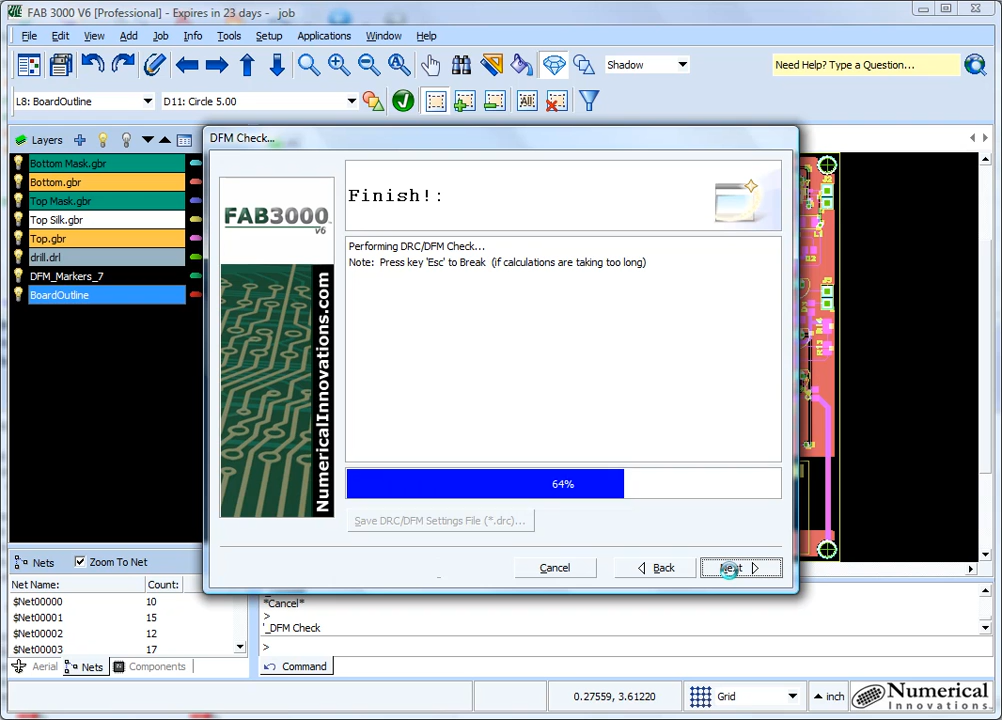 FAB 3000 V6 [Professional] - Expires in 23 days -   job
File Edit View Add Job Info Tools Setup Applications Window Help
Shadow
Need Help? Type a Question...
L8: BoardOutline
D11: Circle 5.00
All
Layers
Bottom Mask.gbr
Bottom.gbr
Top Mask.gbr
Top Silk.gbr
Top.gbr
drill.drl
DFM_Markers_7
BoardOutline
DFM Check...
FAB3000
v6
NumericalInnovations.com
Finish!:
Performing DRC/DFM Check...
Note:  Press key 'Esc' to Break  (if calculations are taking too long)
64%
Save DRC/DFM Settings File (*.drc)...
Cancel
Back
Next
R14
R13
Nets
Zoom To Net
Net Name: Count:
$Net00000 10
$Net00001 15
$Net00002 12
$Net00003 17
Aerial Nets Components
*Cancel*
>
'_DFM Check
>
Command
0.27559, 3.61220
Grid
inch
Numerical
Innovations